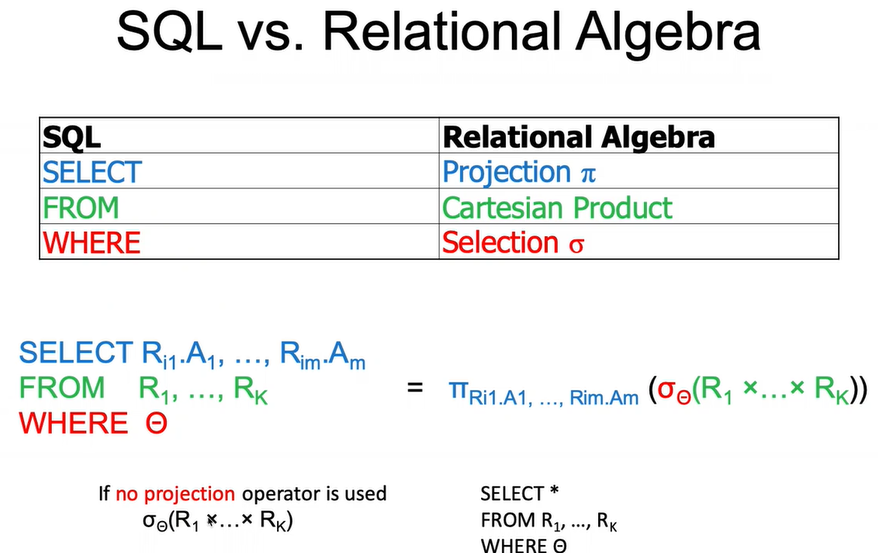 SQL vs. Relational Algebra
SQL Relational Algebra
SELECT Projection π
FROM Cartesian Product
WHERE Selection σ
SELECT Ri1.A1, …, Rim.Am
FROM R1, …, RK = πRi1.A1, …, Rim.Am (σΘ(R1 ×…× RK))
WHERE Θ
If no projection operator is used
σΘ(R1 ×…× RK)
SELECT *
FROM R1, …, RK
WHERE Θ